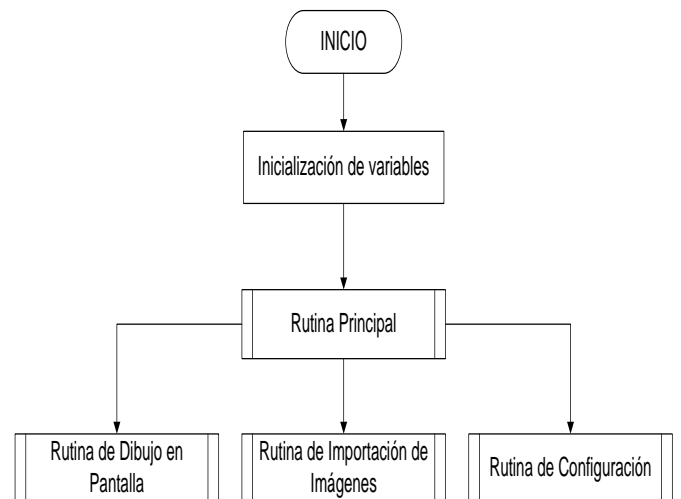 INICIO
Inicialización de variables
Rutina Principal
Rutina de Dibujo en
Pantalla
Rutina de Importación de
Imágenes
Rutina de Configuración